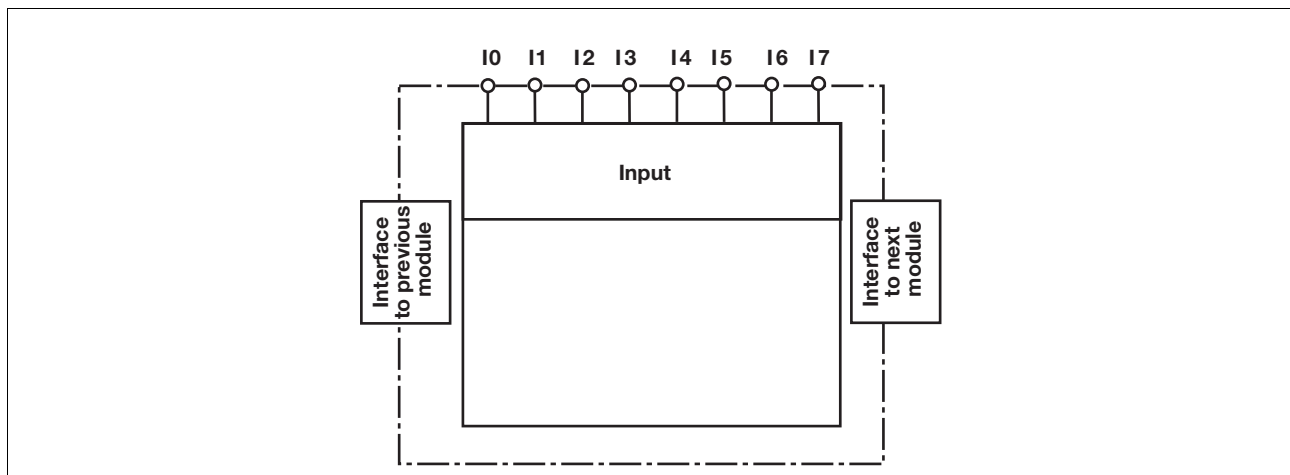 I0 I1 I2 I3 I4 I5 I6 I7
Input
Interface
to previous
module
Interface
to next
module